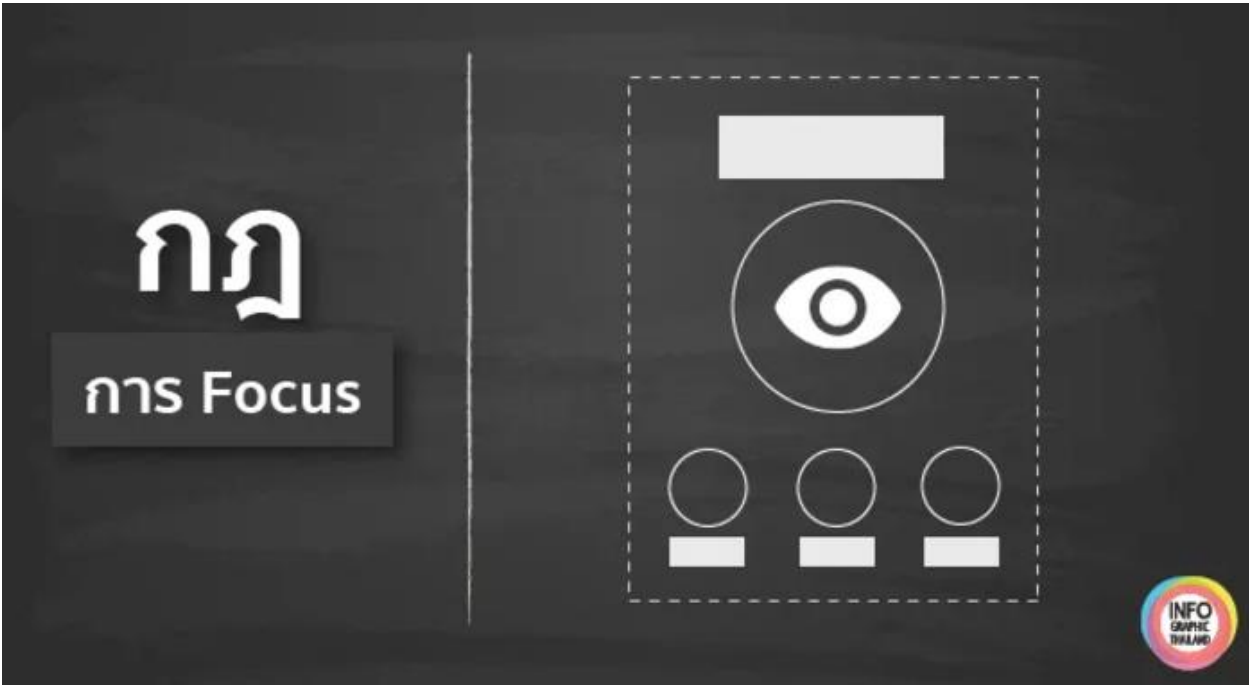 กฎ
การ Focus
INFO
GRAPHIC
THAILAND